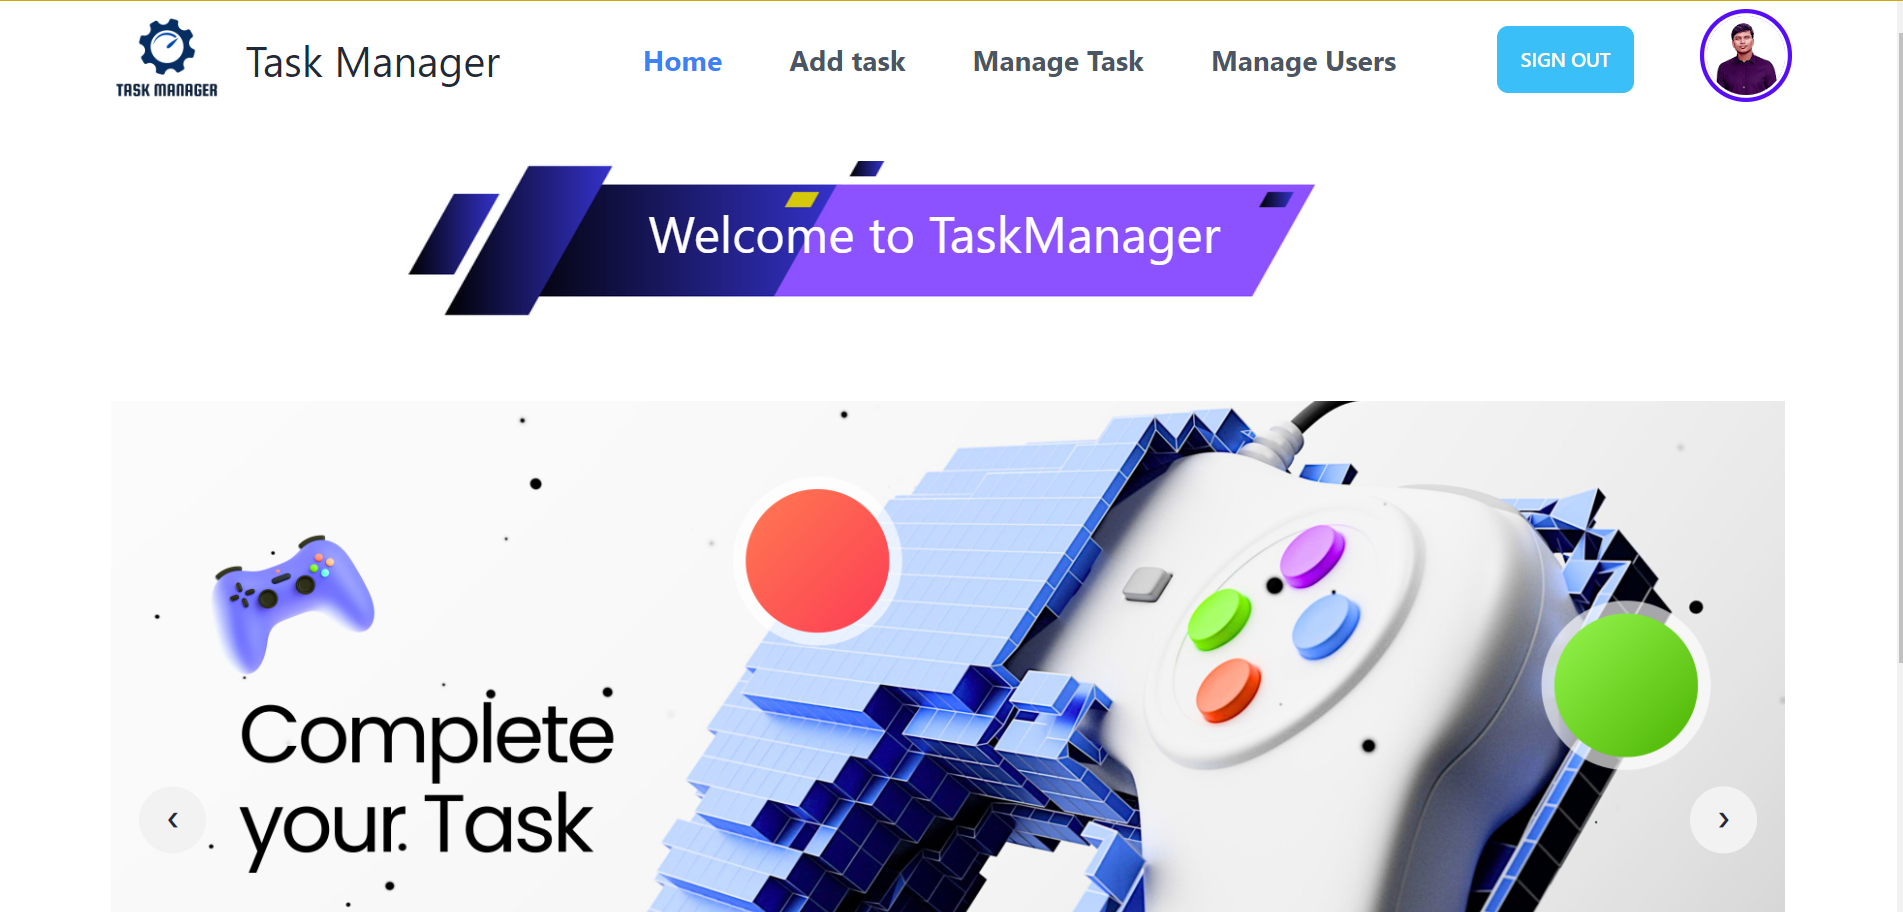 TASK MANAGER
Task Manager
Home
Add task
Manage Task
Manage Users
SIGN OUT
Welcome to TaskManager
Complete
your Task